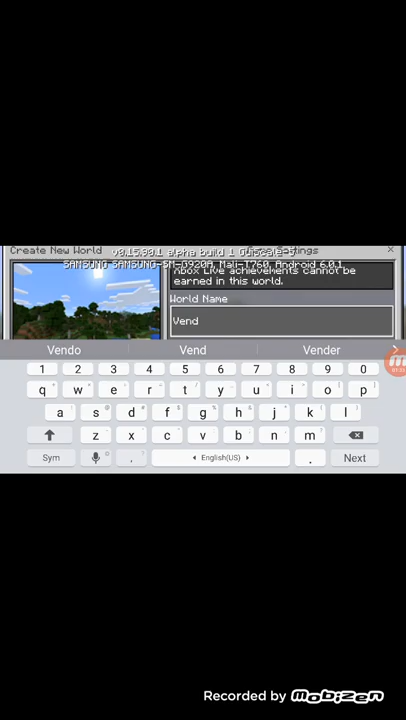 Create New World
v0.15.90.1 alpha build 1
SAMSUNG SAMSUNG-SM-G920A, Mali-T760, Android 6.0.1
Xbox Live achievements cannot be
earned in this world.
World Name
Vend
Vendo Vend Vender
1 2 3 4 5 6 7 8 9 0
q w e r t y u i o p
a s d f g h j k l
z x c v b n m
Sym , English(US) . Next
Recorded by Mobizen